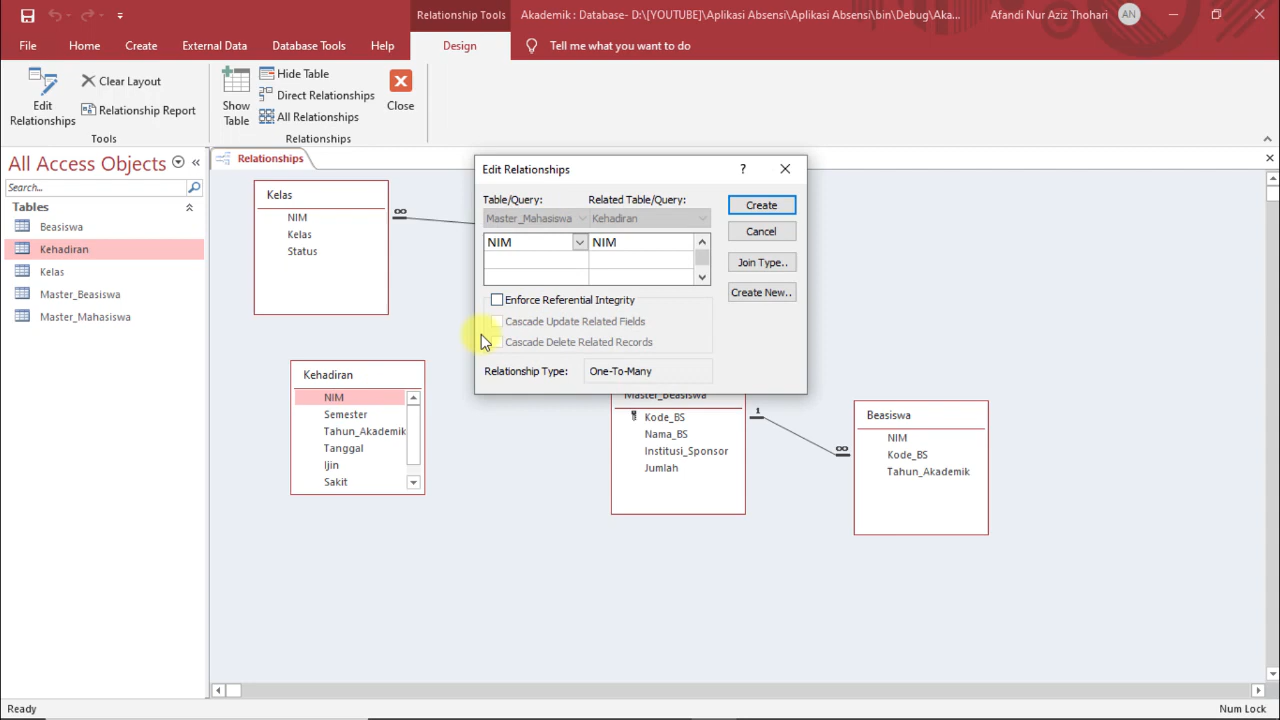 Relationship Tools
Akademik : Database- D:\[YOUTUBE]\Aplikasi Absensi\Aplikasi Absensi\bin\Debug\Aka...
Afandi Nur Aziz Thohari
AN
File
Home
Create
External Data
Database Tools
Help
Design
Tell me what you want to do
Edit
Relationships
Clear Layout
Relationship Report
Tools
Show
Table
Hide Table
Direct Relationships
All Relationships
Close
Relationships
All Access Objects
Search...
Tables
Beasiswa
Kehadiran
Kelas
Master_Beasiswa
Master_Mahasiswa
Relationships
Kelas
NIM
Kelas
Status
Kehadiran
NIM
Semester
Tahun_Akademik
Tanggal
Ijin
Sakit
Edit Relationships
?
Table/Query:
Related Table/Query:
Master_Mahasiswa
Kehadiran
NIM
NIM
Create
Cancel
Join Type..
Create New..
Enforce Referential Integrity
Cascade Update Related Fields
Cascade Delete Related Records
Relationship Type:
One-To-Many
Master_Beasiswa
Kode_BS
Nama_BS
Institusi_Sponsor
Jumlah
1
∞
∞
Beasiswa
NIM
Kode_BS
Tahun_Akademik
Ready
Num Lock